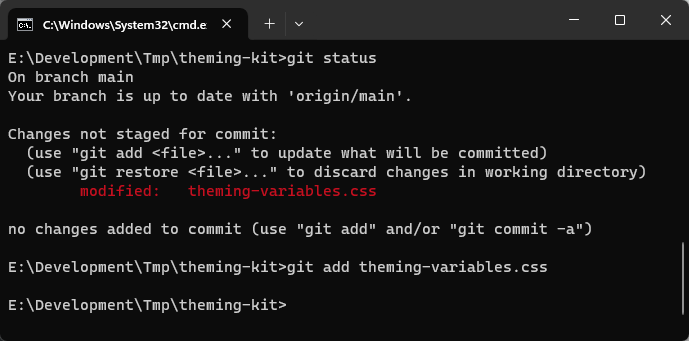 C:\Windows\System32\cmd.e
E:\Development\Tmp\theming-kit>git status
On branch main
Your branch is up to date with 'origin/main'.
Changes not staged for commit:
  (use "git add <file>..." to update what will be committed)
  (use "git restore <file>..." to discard changes in working directory)
        modified:   theming-variables.css
no changes added to commit (use "git add" and/or "git commit -a")
E:\Development\Tmp\theming-kit>git add theming-variables.css
E:\Development\Tmp\theming-kit>